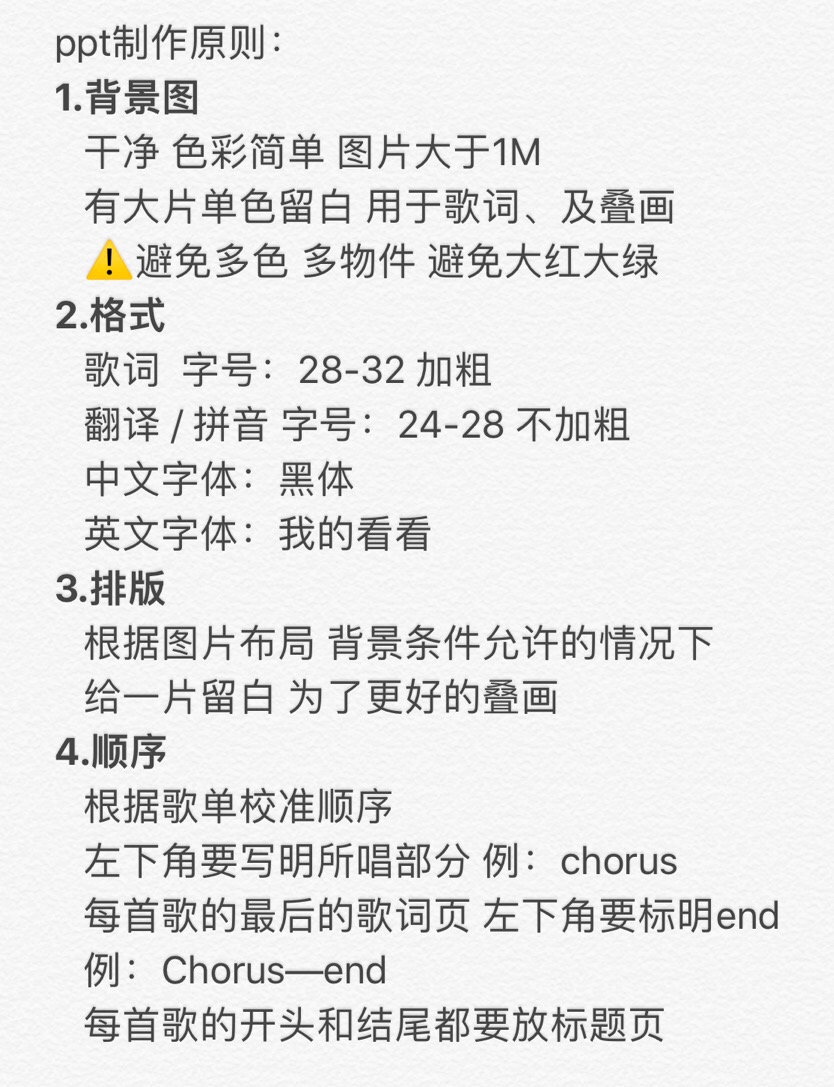 ppt制作原则：
1.背景图
干净 色彩简单 图片大于1M
有大片单色留白 用于歌词、及叠画
⚠️避免多色 多物件 避免大红大绿
2.格式
歌词 字号：28-32 加粗
翻译 / 拼音 字号：24-28 不加粗
中文字体：黑体
英文字体：我的看看
3.排版
根据图片布局 背景条件允许的情况下
给一片留白 为了更好的叠画
4.顺序
根据歌单校准顺序
左下角要写明所唱部分 例：chorus
每首歌的最后的歌词页 左下角要标明end
例：Chorus—end
每首歌的开头和结尾都要放标题页